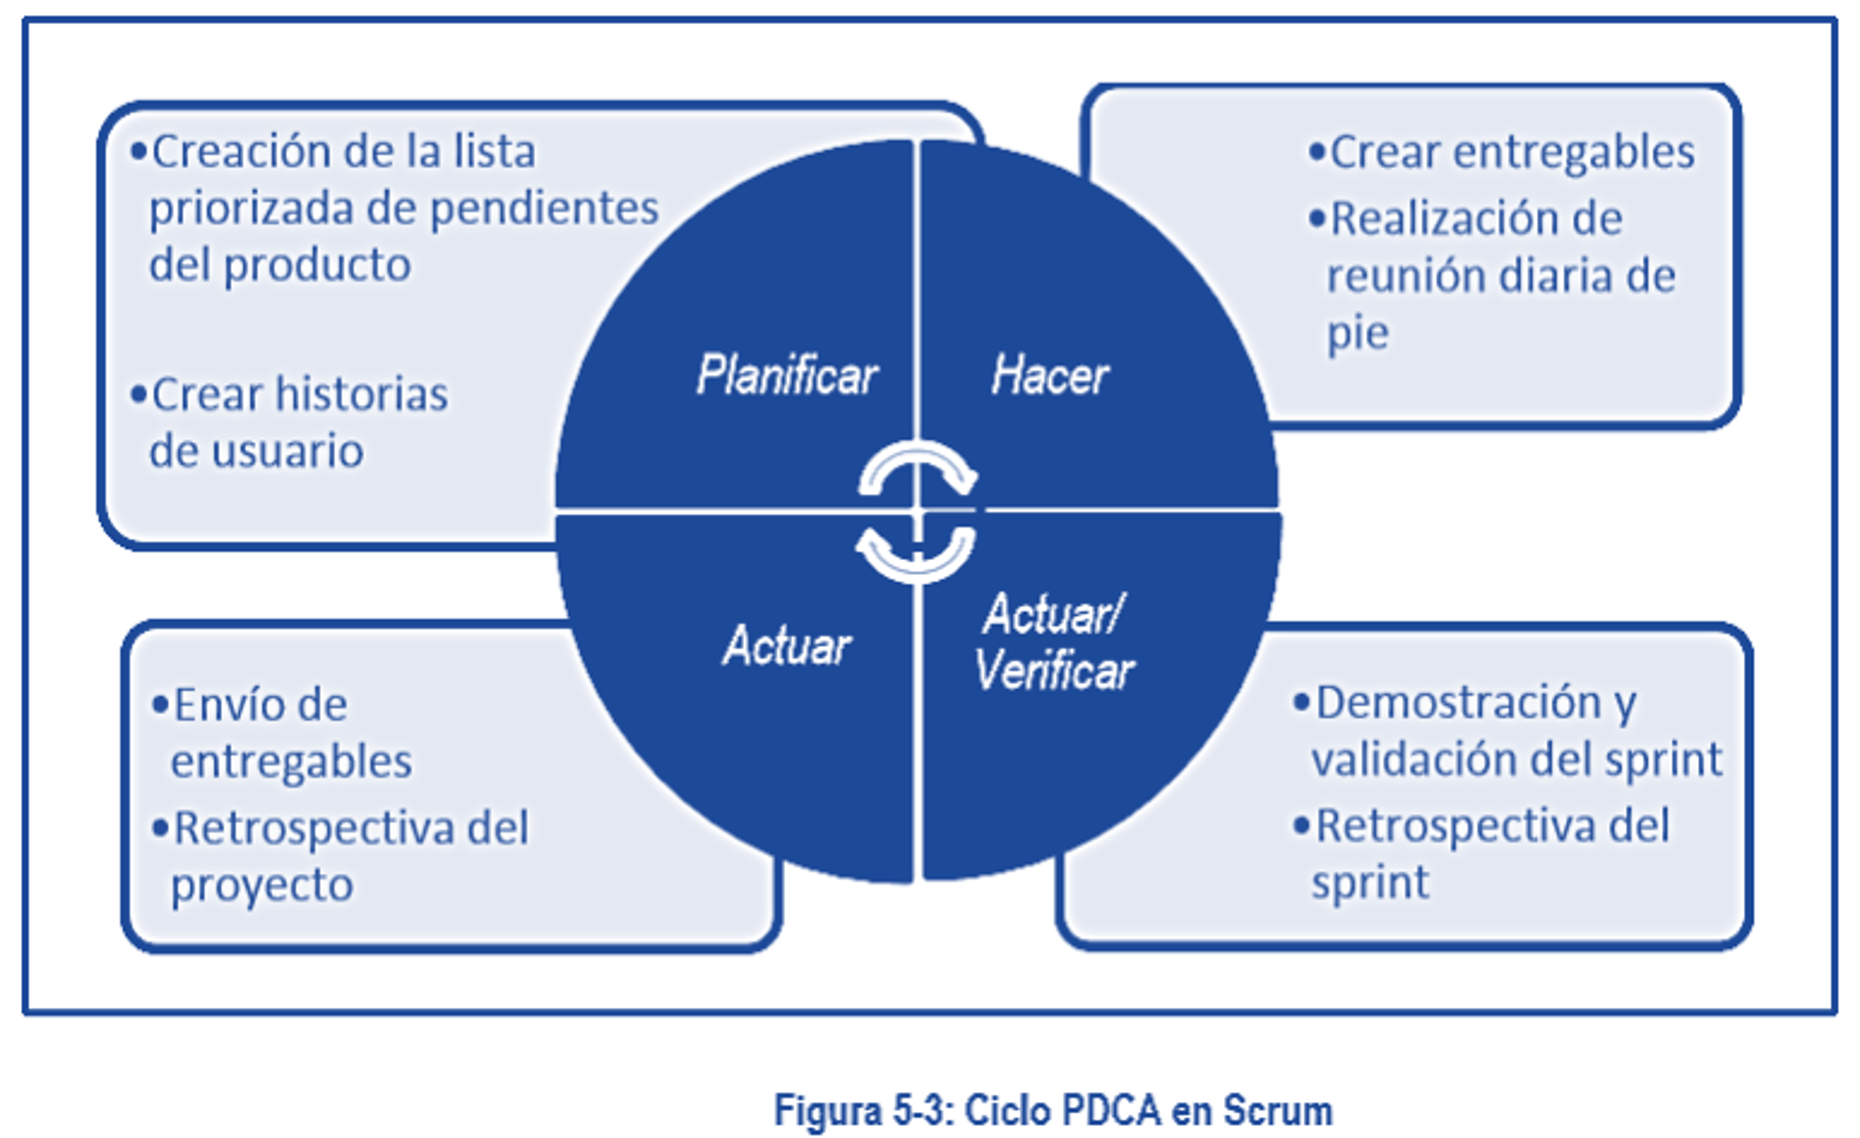 •Creación de la lista
priorizada de pendientes
del producto
•Crear historias
de usuario
•Crear entregables
•Realización de
reunión diaria de
pie
Planificar
Hacer
Actuar
Actuar/
Verificar
•Envío de
entregables
•Retrospectiva del
proyecto
•Demostración y
validación del sprint
•Retrospectiva del
sprint
Figura 5-3: Ciclo PDCA en Scrum